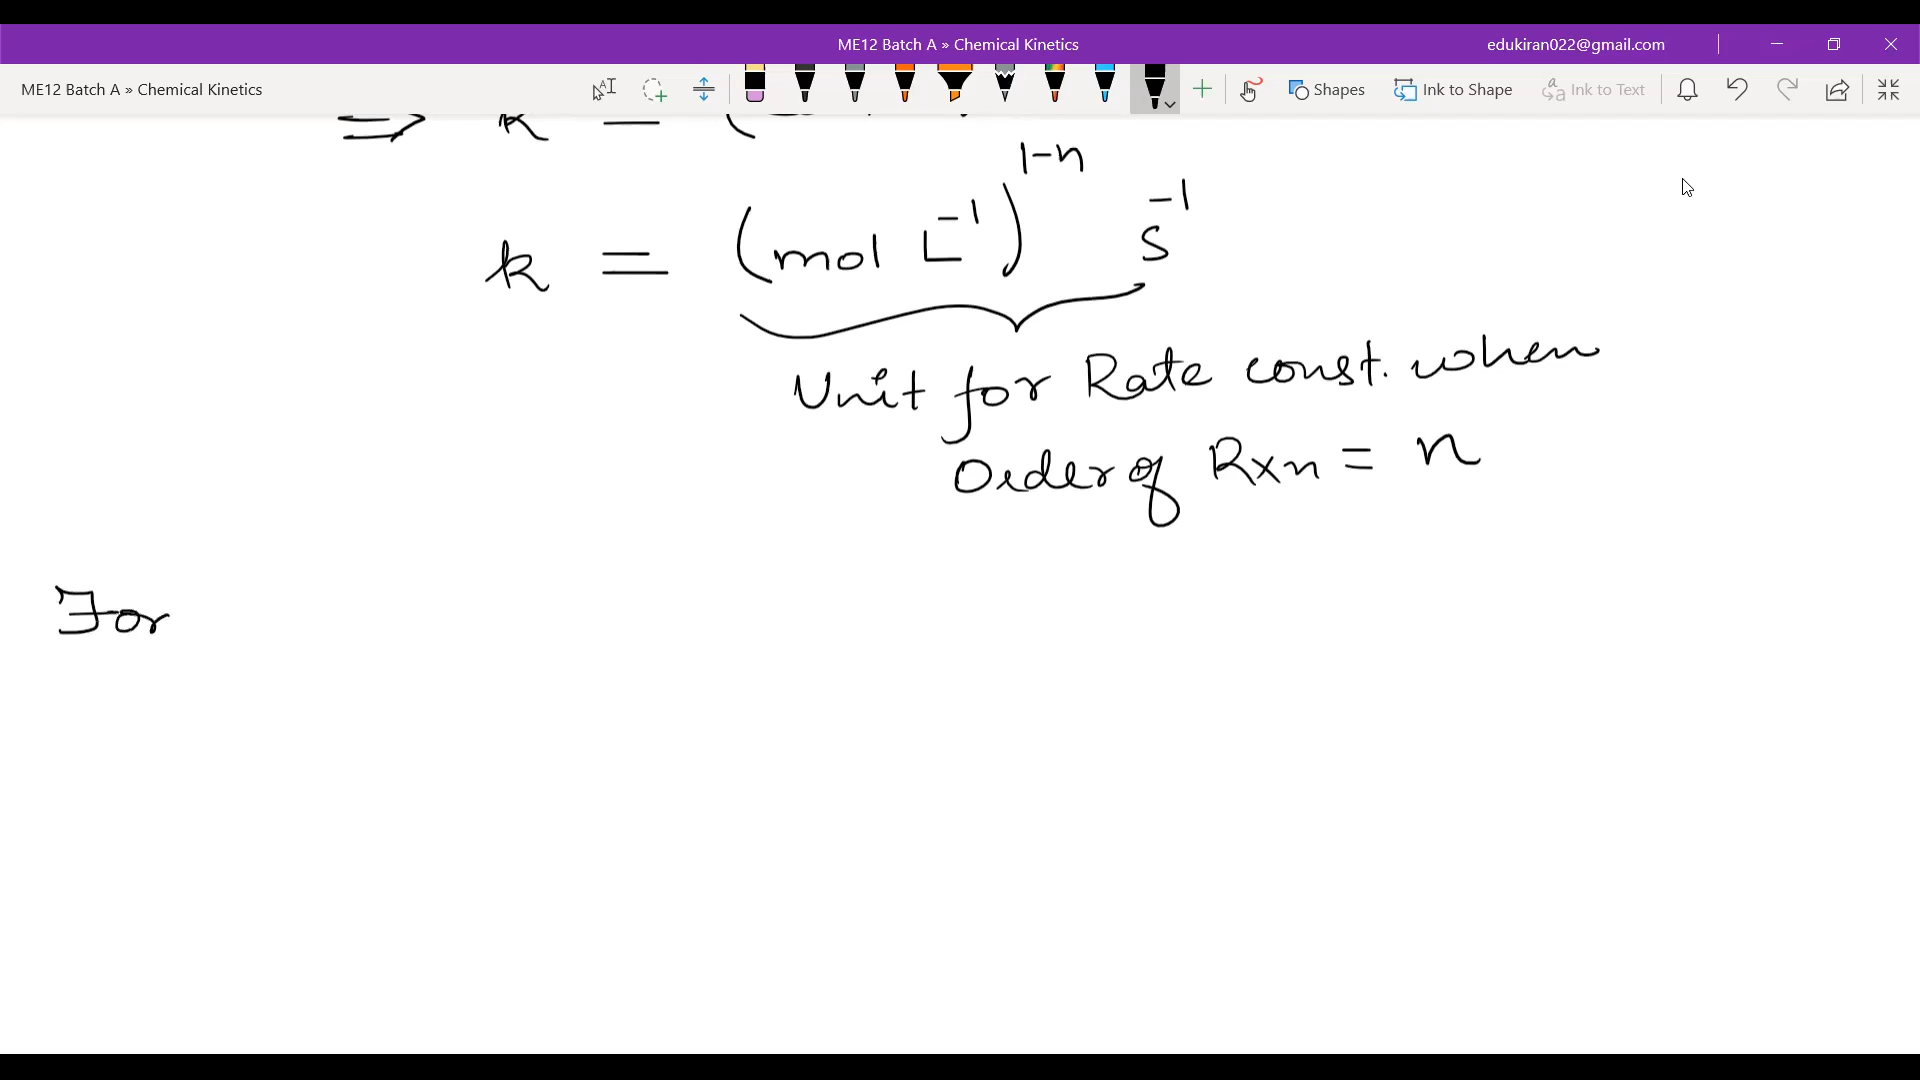 ME12 Batch A » Chemical Kinetics
edukiran022@gmail.com
ME12 Batch A » Chemical Kinetics
Shapes
Ink to Shape
Ink to Text
⇒ k = (
k = (mol L⁻¹)¹⁻ⁿ s⁻¹
Unit for Rate const. when
Order of Rxn = n
For